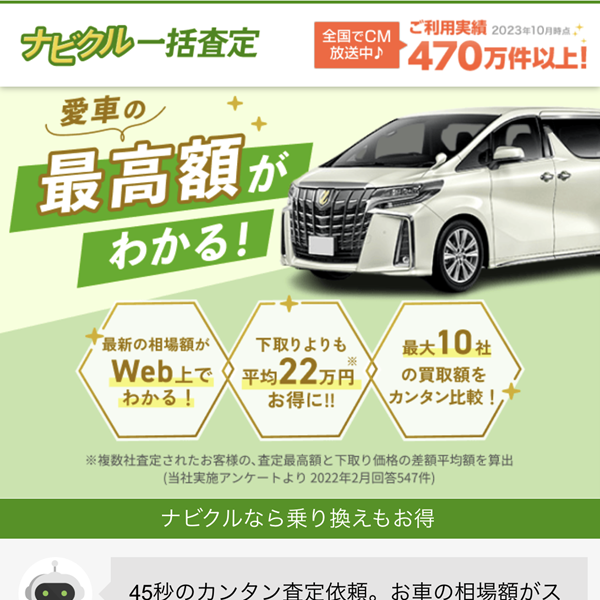 ナビクル一括査定
全国でCM
放送中♪
ご利用実績 2023年10月時点
470万件以上!
愛車の
最高額が
わかる!
最新の相場額が
Web上で
わかる!
下取りよりも
平均22万円※
お得に!!
最大10社
の買取額を
カンタン比較!
※複数社査定されたお客様の、査定最高額と下取り価格の差額平均額を算出
(当社実施アンケートより 2022年2月回答547件)
ナビクルなら乗り換えもお得
45秒のカンタン査定依頼。お車の相場額がス